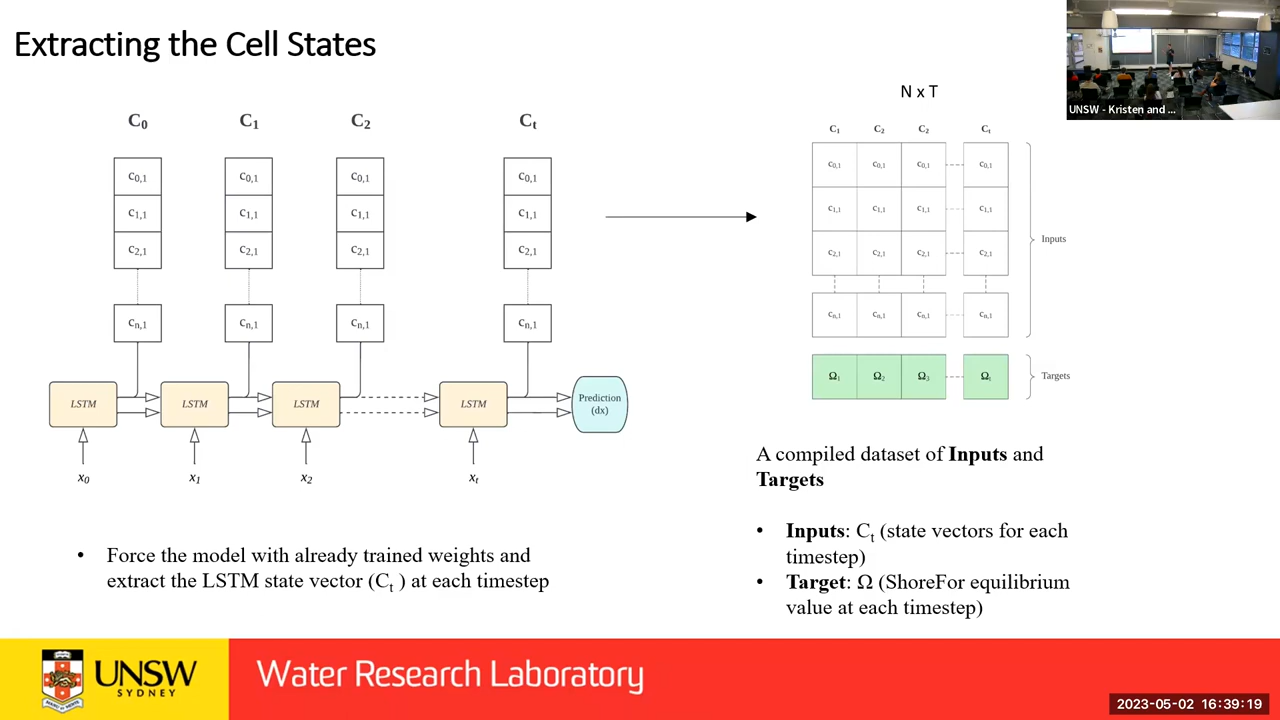 Extracting the Cell States
UNSW - Kristen and ...
C0 C1 C2 Ct
c0,1 c0,1 c0,1 c0,1
c1,1 c1,1 c1,1 c1,1
c2,1 c2,1 c2,1 c2,1
cn,1 cn,1 cn,1 cn,1
LSTM LSTM LSTM LSTM
Prediction
(dx)
x0 x1 x2 xt
Force the model with already trained weights and
extract the LSTM state vector (Ct ) at each timestep
N x T
C1 C2 C2 Ct
c0,1 c0,1 c0,1 c0,1
c1,1 c1,1 c1,1 c1,1
c2,1 c2,1 c2,1 c2,1
cn,1 cn,1 cn,1 cn,1
Inputs
Ω1 Ω2 Ω3 Ωt
Targets
A compiled dataset of Inputs and
Targets
• Inputs: Ct (state vectors for each
timestep)
• Target: Ω (ShoreFor equilibrium
value at each timestep)
UNSW
SYDNEY
Water Research Laboratory
2023-05-02 16:39:19